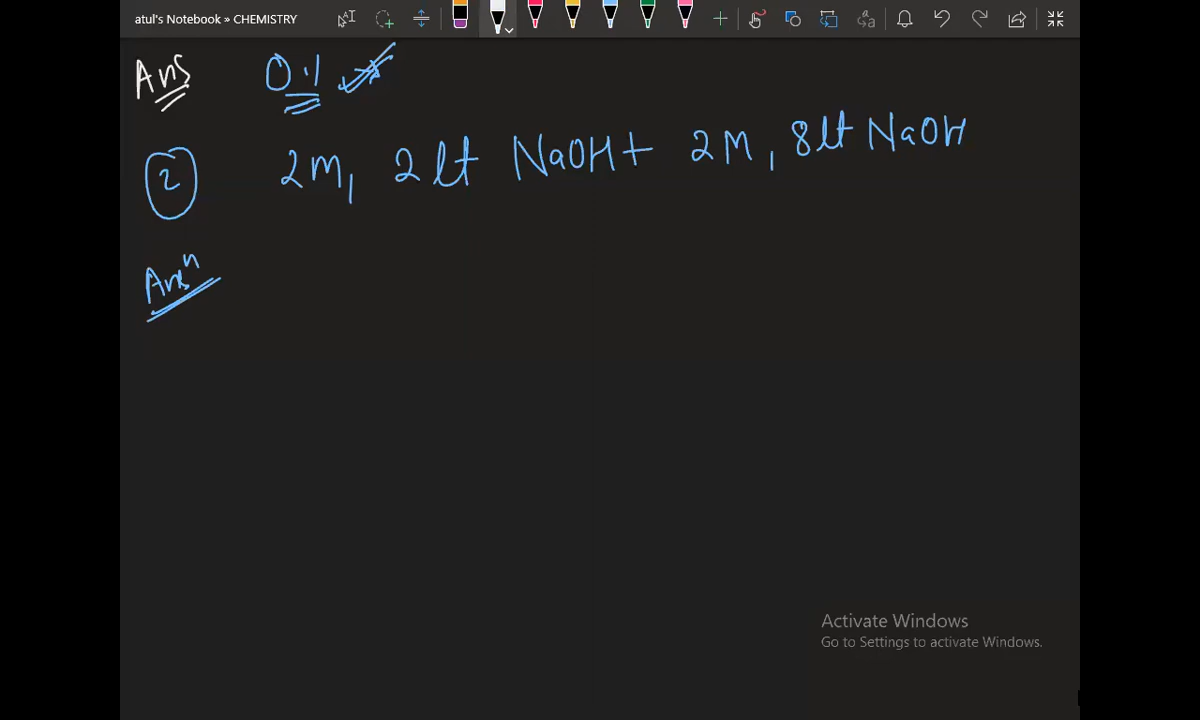 atul's Notebook » CHEMISTRY
Ans 0.1
2 2M, 2 lt NaOH + 2M, 8 lt NaOH
Ansⁿ
Activate Windows
Go to Settings to activate Windows.